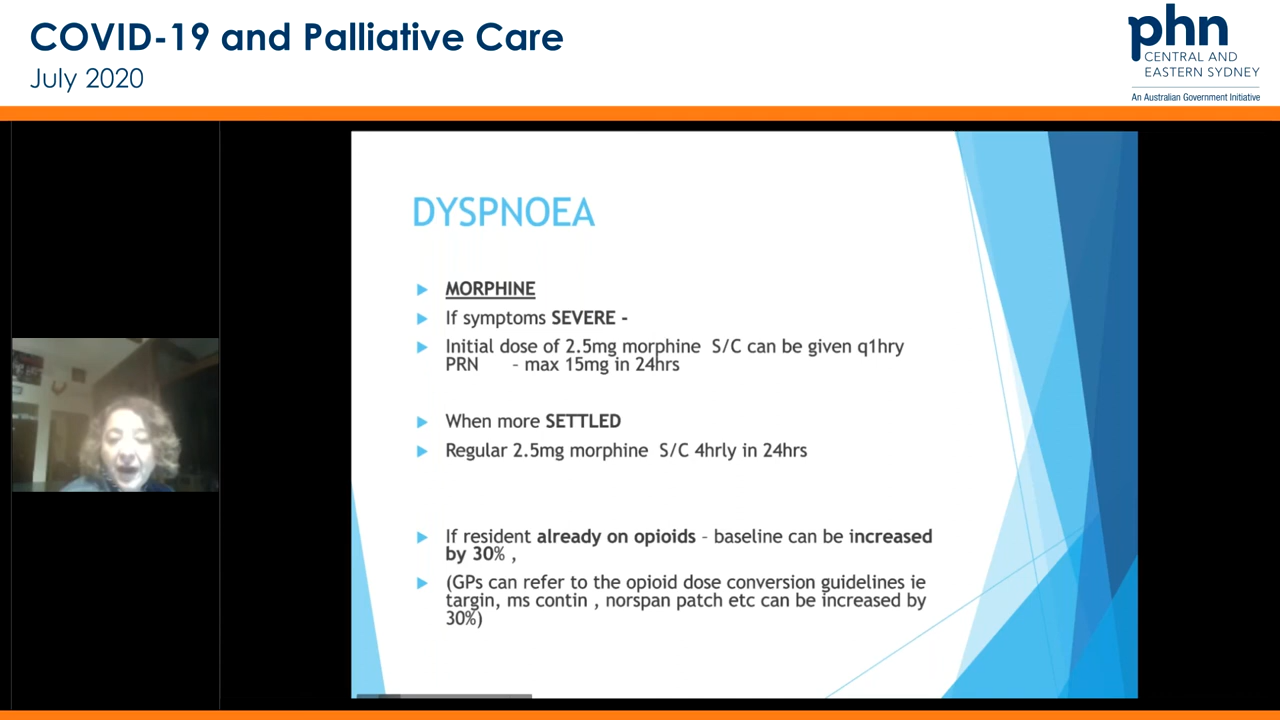 COVID-19 and Palliative Care
July 2020
phn
CENTRAL AND
EASTERN SYDNEY
An Australian Government Initiative
DYSPNOEA
MORPHINE
If symptoms SEVERE -
Initial dose of 2.5mg morphine S/C can be given q1hry
PRN – max 15mg in 24hrs
When more SETTLED
Regular 2.5mg morphine S/C 4hrly in 24hrs
If resident already on opioids – baseline can be increased
by 30% ,
(GPs can refer to the opioid dose conversion guidelines ie
targin, ms contin , norspan patch etc can be increased by
30%)